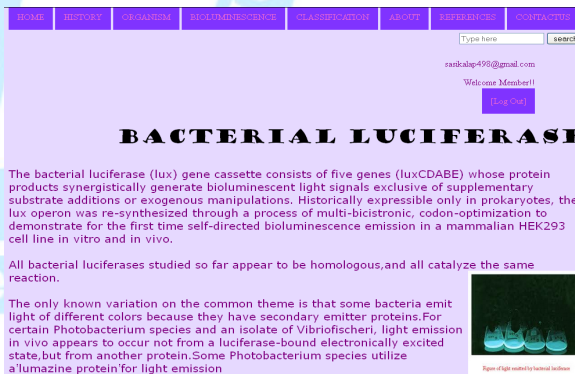 HOME HISTORY ORGANISM BIOLUMINESCENCE CLASSIFICATION ABOUT REFERENCES CONTACTUS
Type here search
sasikalap498@gmail.com
Welcome Member!!
[Log Out]
BACTERIAL LUCIFERASE
The bacterial luciferase (lux) gene cassette consists of five genes (luxCDABE) whose protein
products synergistically generate bioluminescent light signals exclusive of supplementary
substrate additions or exogenous manipulations. Historically expressible only in prokaryotes, the
lux operon was re-synthesized through a process of multi-bicistronic, codon-optimization to
demonstrate for the first time self-directed bioluminescence emission in a mammalian HEK293
cell line in vitro and in vivo.
All bacterial luciferases studied so far appear to be homologous,and all catalyze the same
reaction.
The only known variation on the common theme is that some bacteria emit
light of different colors because they have secondary emitter proteins.For
certain Photobacterium species and an isolate of Vibriofischeri, light emission
in vivo appears to occur not from a luciferase-bound electronically excited
state,but from another protein.Some Photobacterium species utilize
a'lumazine protein'for light emission
Figure of light emitted by bacterial luciferase